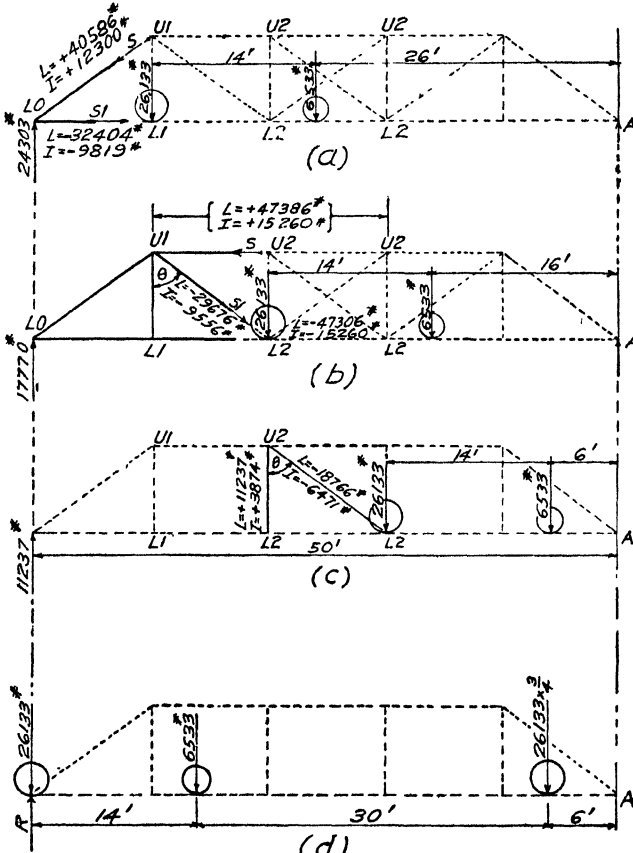 L=+40586#
I=+12300#
S
U1
U2
U2
14'
26'
26133#
6533#
L0
S1
L1
L2
L2
A
L=-32404#
I=-9819#
24303#
(a)
L=+47386#
I=+15260#
U1
S
U2
U2
14'
16'
θ
L=-29676#
I=-9556#
S1
26133#
6533#
L=-47306#
I=-15260#
L0
L1
L2
L2
A
17770#
(b)
U1
U2
L=+11237#
I=+3874#
θ
L=-18766#
I=-6471#
14'
6'
26133#
6533#
L1
L2
L2
A
50'
11237#
(c)
26133#
6533#
26133×3/4
A
R
14'
30'
6'
(d)